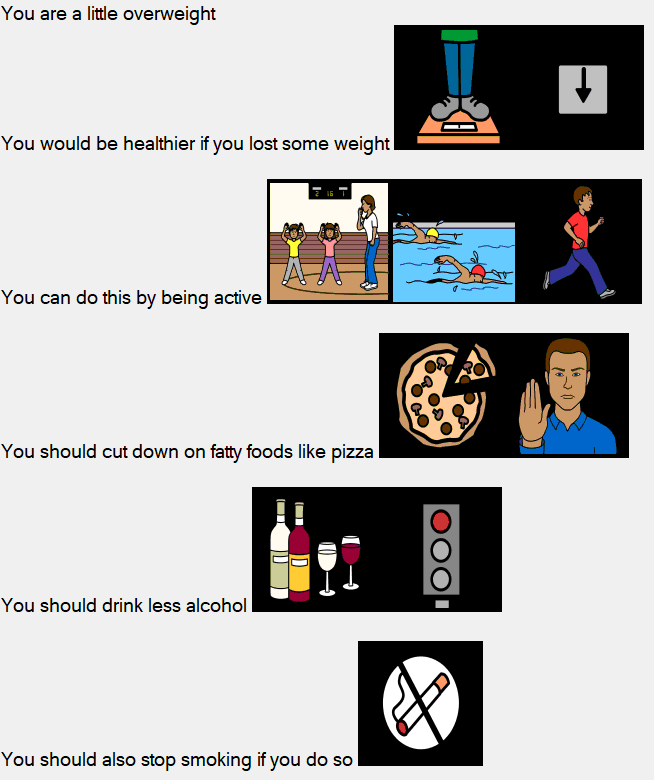 You are a little overweight
You would be healthier if you lost some weight
You can do this by being active
You should cut down on fatty foods like pizza
You should drink less alcohol
You should also stop smoking if you do so